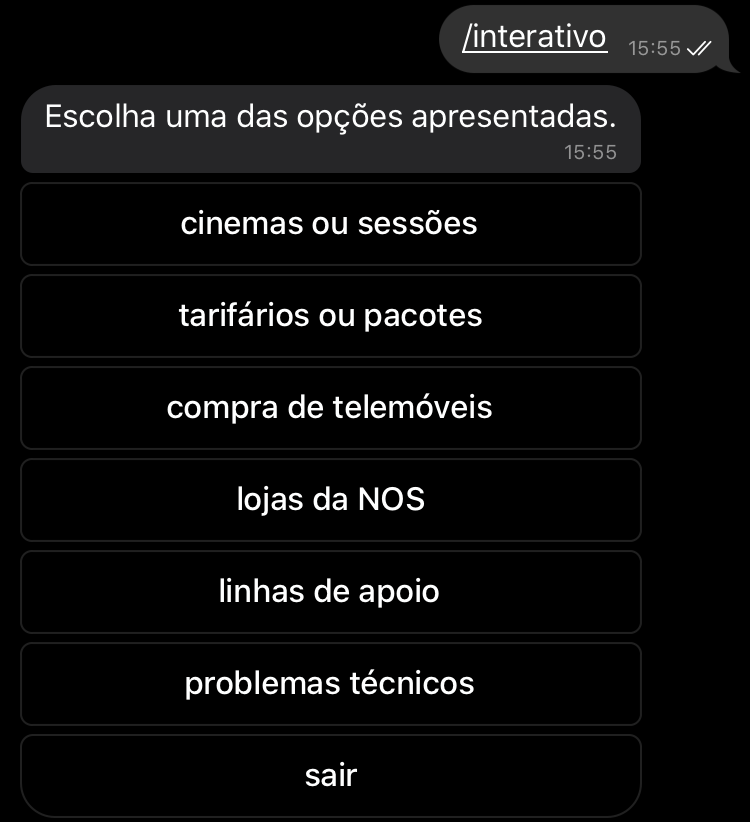 /interativo 15:55
Escolha uma das opções apresentadas.
15:55
cinemas ou sessões
tarifários ou pacotes
compra de telemóveis
lojas da NOS
linhas de apoio
problemas técnicos
sair